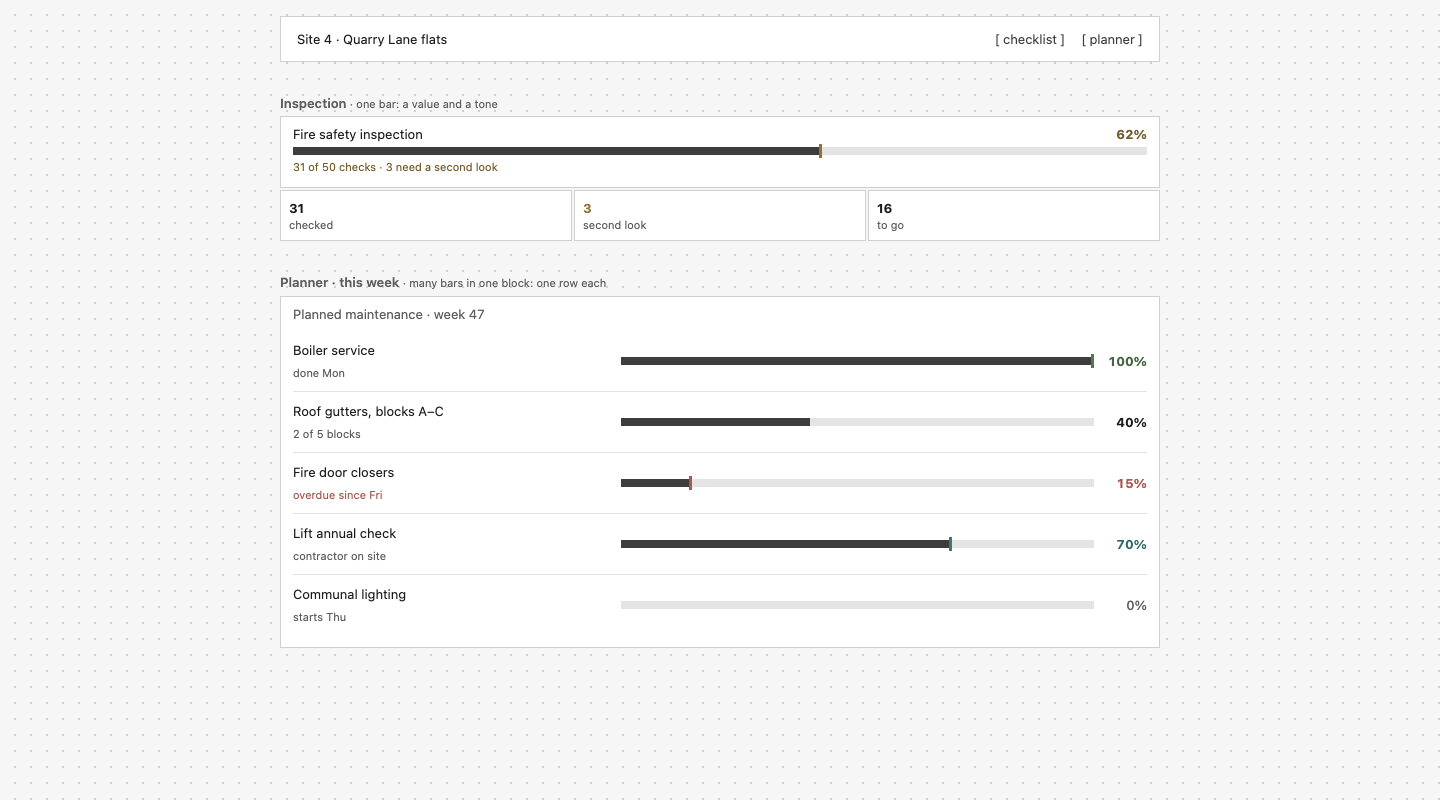 Site 4 · Quarry Lane flats
[ checklist ] [ planner ]
Inspection · one bar: a value and a tone
Fire safety inspection
62%
31 of 50 checks · 3 need a second look
31
checked
3
second look
16
to go
Planner · this week · many bars in one block: one row each
Planned maintenance · week 47
Boiler service
done Mon
100%
Roof gutters, blocks A–C
2 of 5 blocks
40%
Fire door closers
overdue since Fri
15%
Lift annual check
contractor on site
70%
Communal lighting
starts Thu
0%